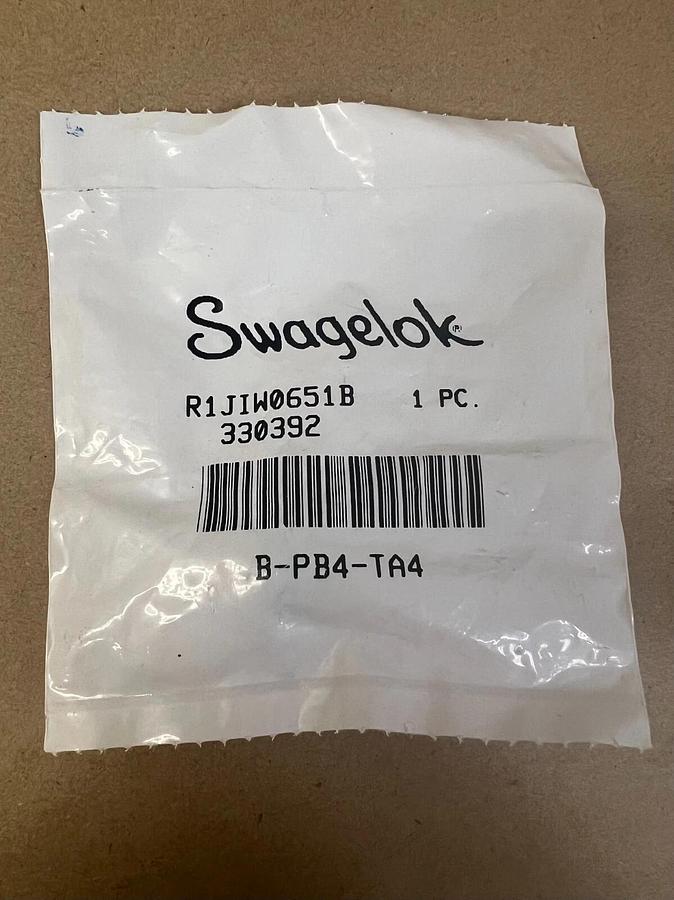 Swagelok
R1JIW0651B 1 PC.
330392
B-PB4-TA4